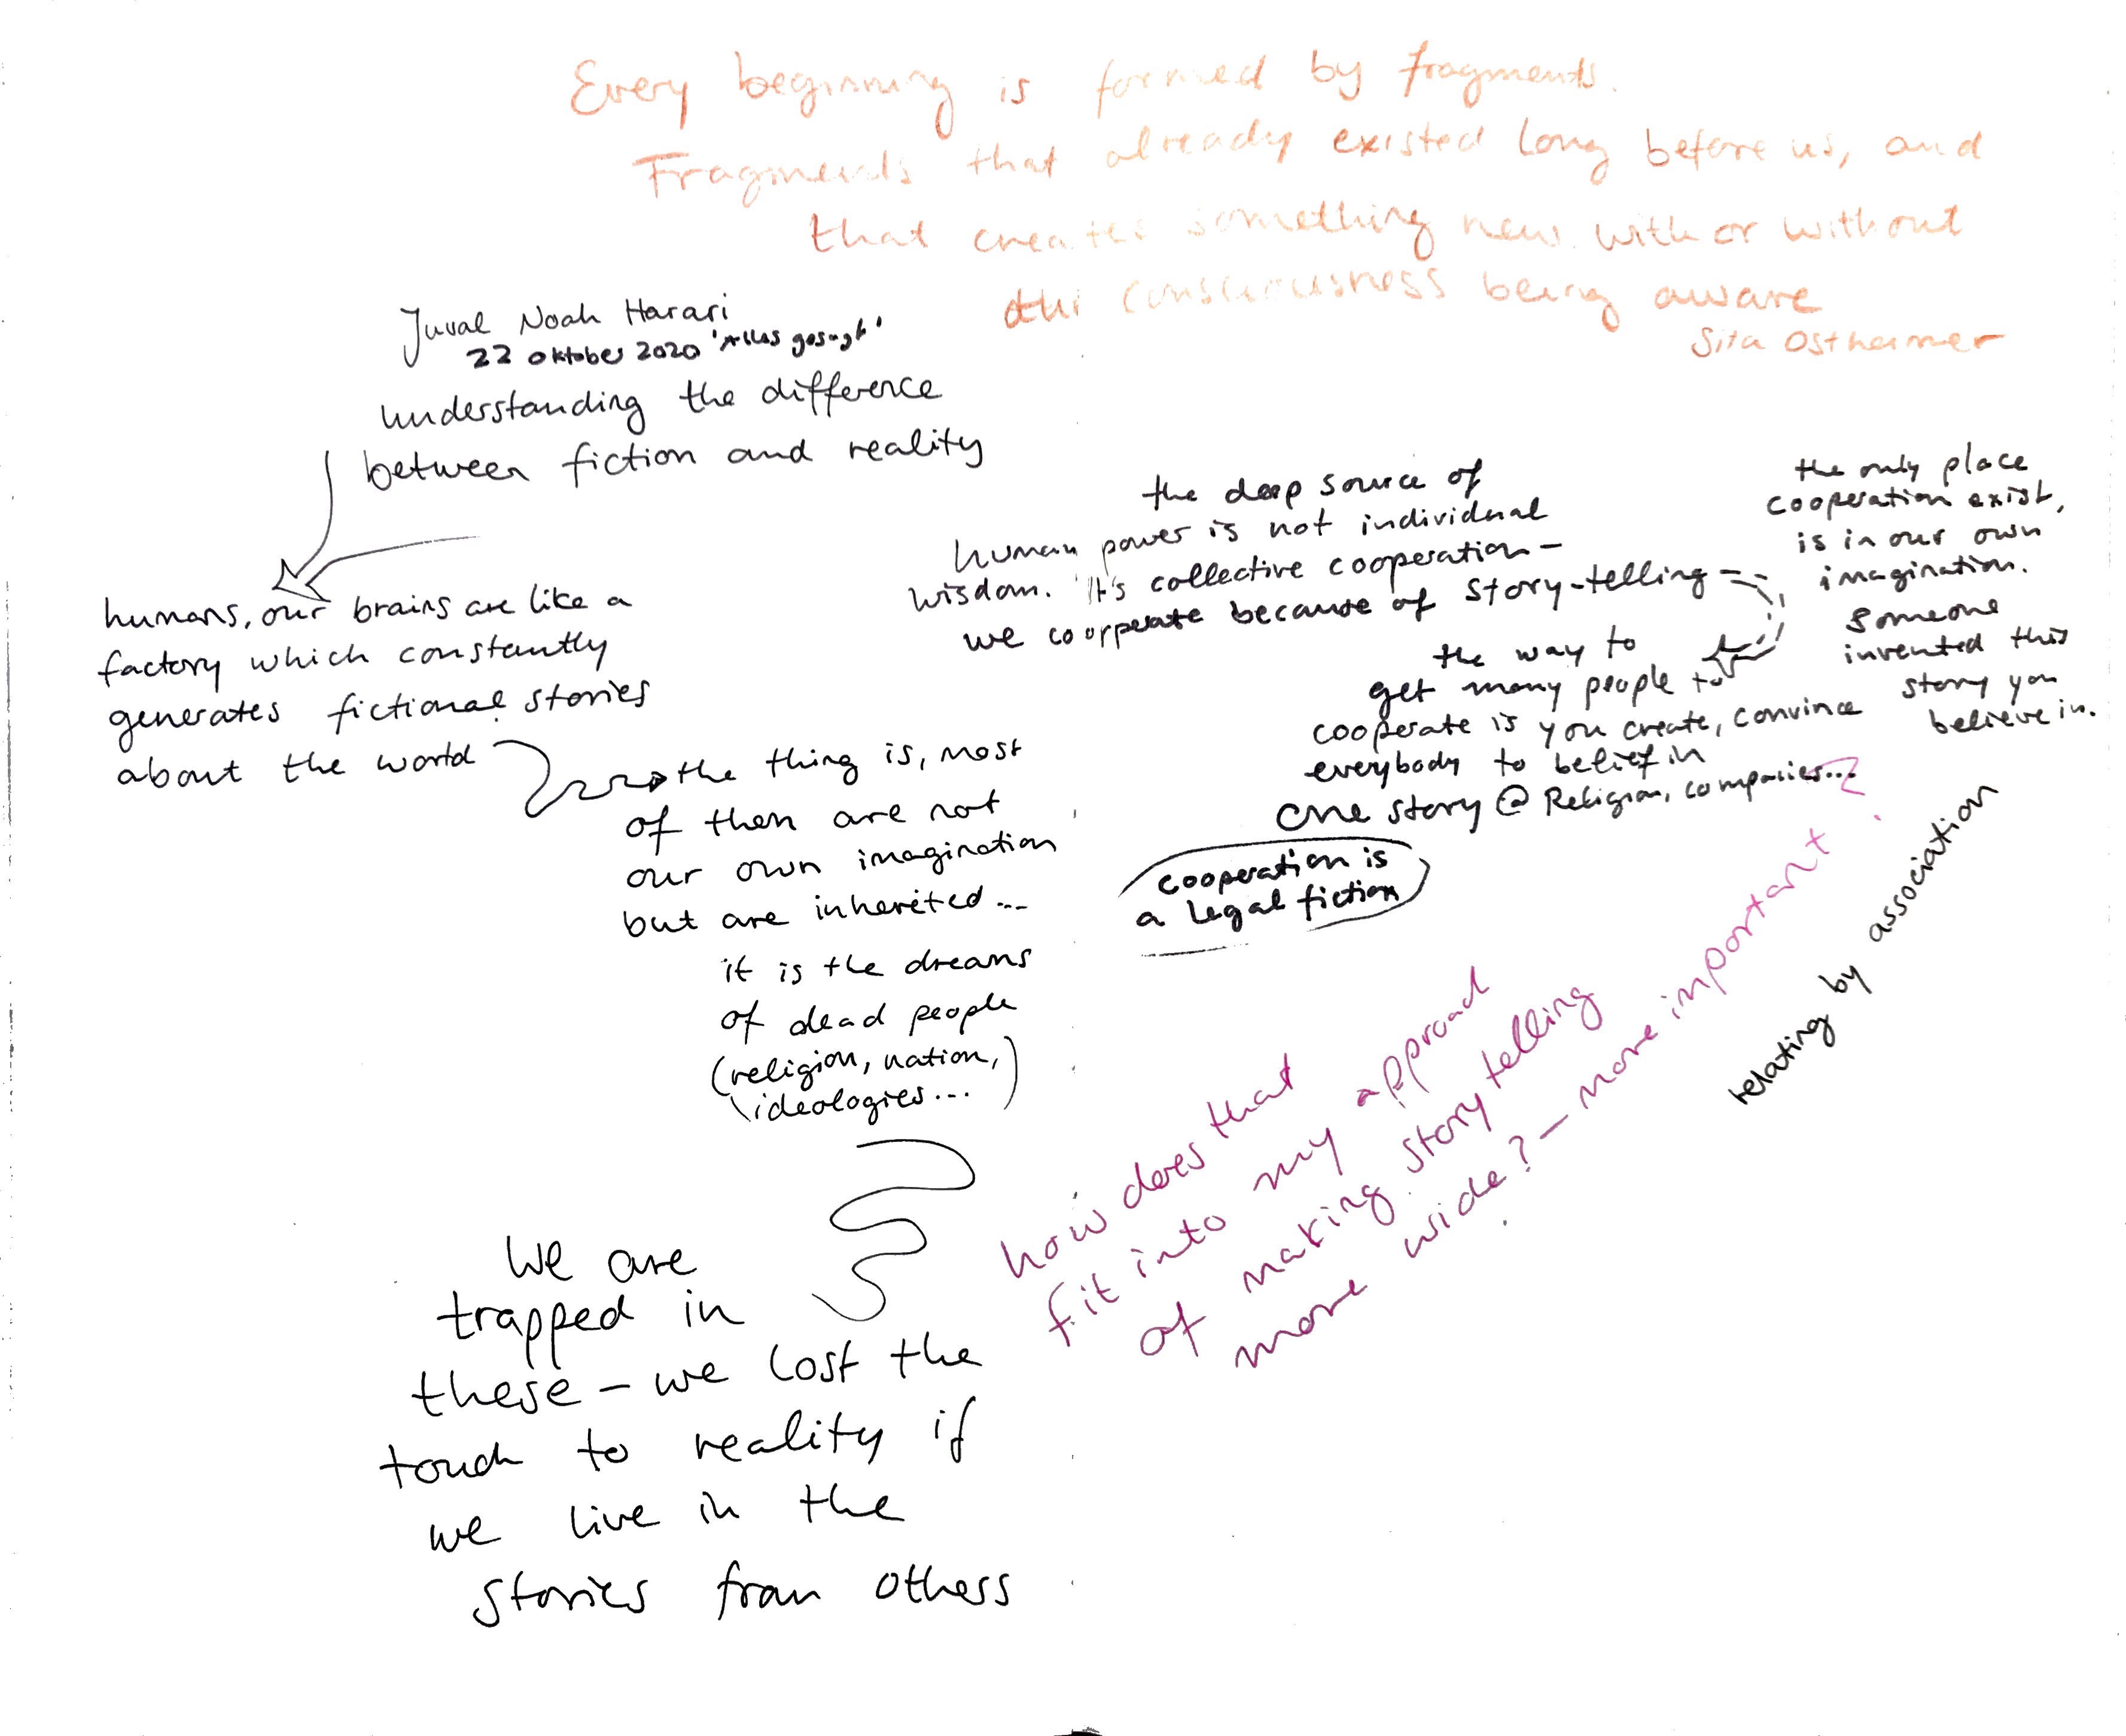 Every beginning is formed by fragments.
Fragments that already existed long before us, and
that creates something new with or without
consciousness being aware
Sita Ostheimer
Juval Noah Harari
22 Oktober 2020 'Alles gesagt'
understanding the difference
between fiction and reality
humans, our brains are like a
factory which constantly
generates fictional stories
about the world
the thing is, most
of them are not
our own imagination
but are inherited...
it is the dreams
of dead people
(religion, nation,
ideologies...)
We are
trapped in
these – we lost the
touch to reality if
we live in the
stories from others
the deep source of
human power is not individual
wisdom. It's collective cooperation –
we coorperate because of story-telling
the way to
get many people to
cooperate is you create, convince
everybody to belief in
one story @ Religion, companies...
cooperation is
a legal fiction
the only place
cooperation exist,
is in our own
imagination.
someone
invented this
story you
believe in.
how does that
fit into my approach
of making story telling
more wide? – more important?
relating by association